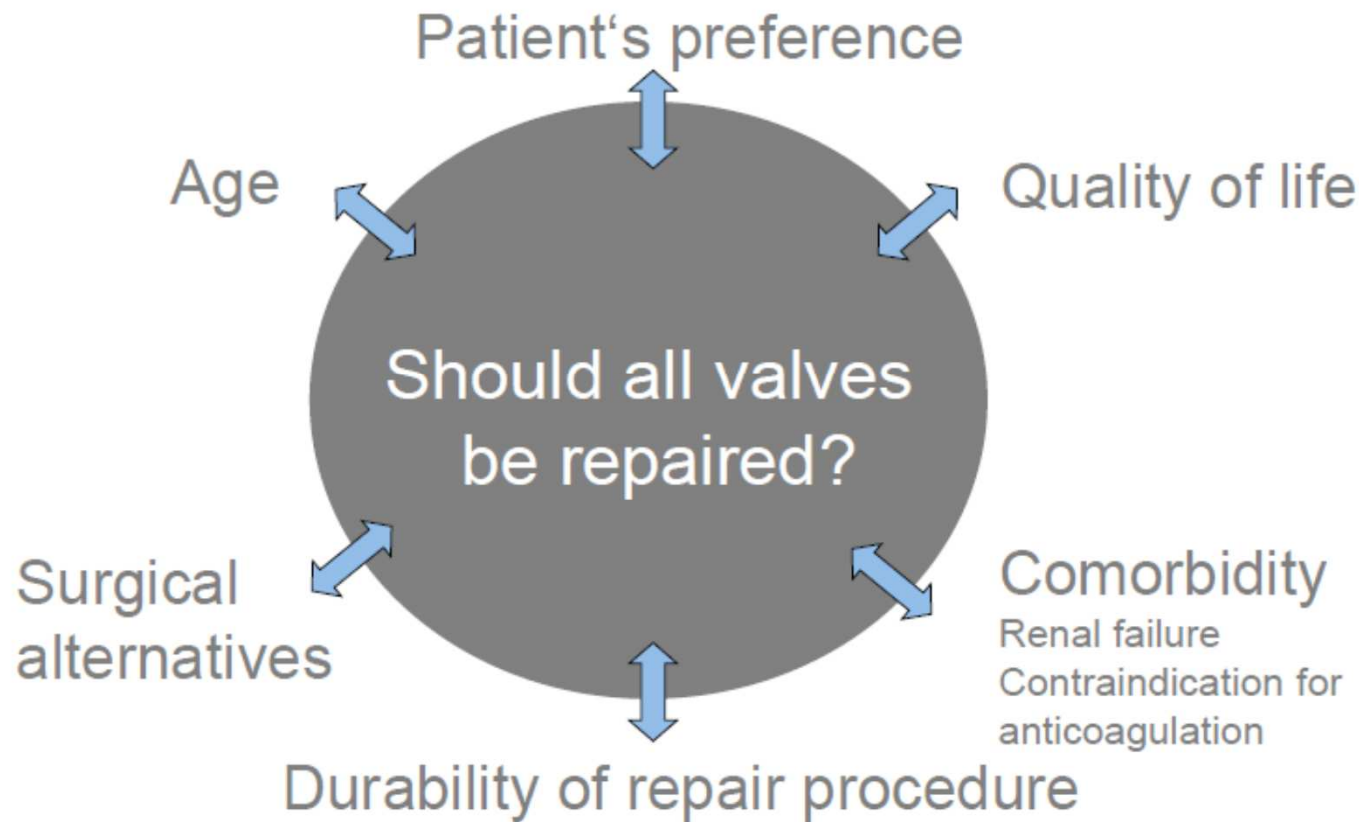 Patient‘s preference
Age
Quality of life
Should all valves
be repaired?
Surgical
alternatives
Comorbidity
Renal failure
Contraindication for
anticoagulation
Durability of repair procedure